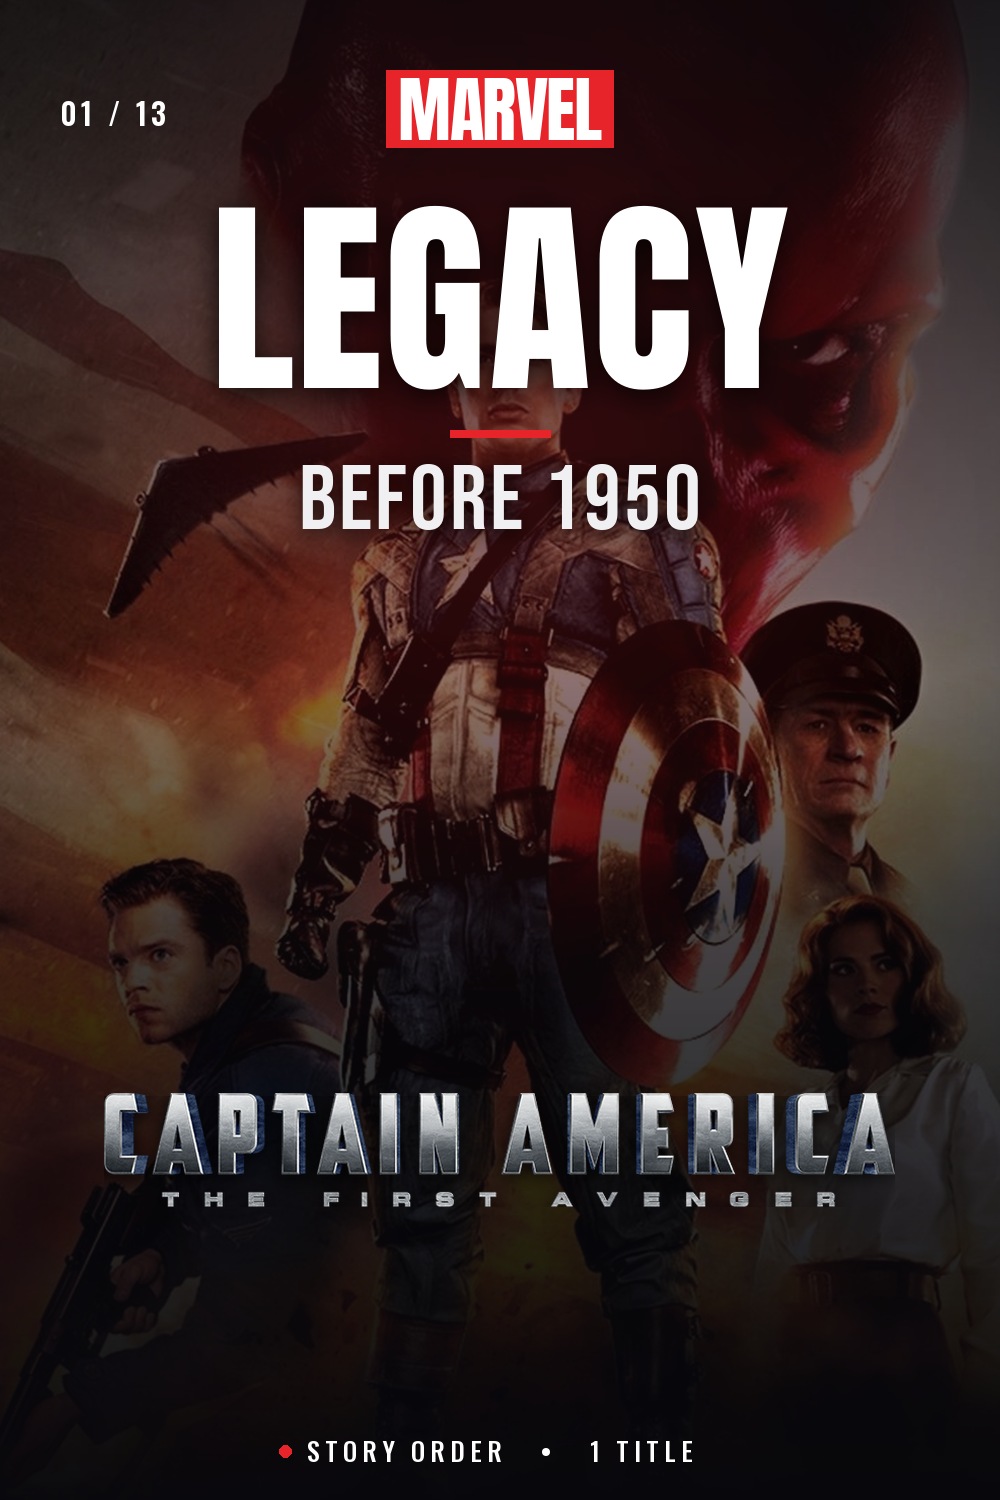 01 / 13
MARVEL
LEGACY
BEFORE 1950
CAPTAIN AMERICA
THE FIRST AVENGER
STORY ORDER • 1 TITLE